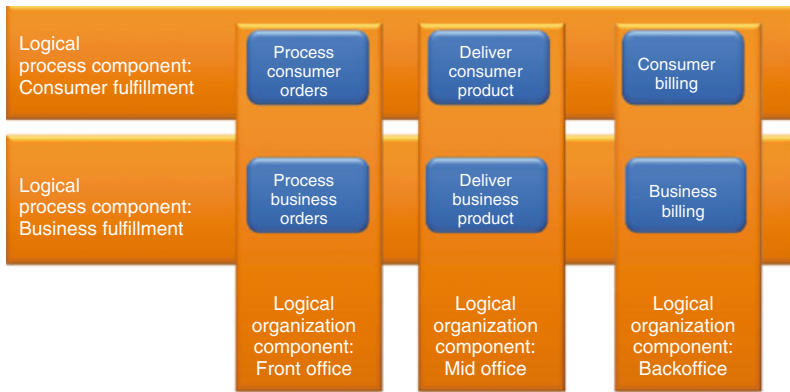 Logical
process component:
Consumer fulfillment
Process
consumer
orders
Deliver
consumer
product
Consumer
billing
Logical
process component:
Business fulfillment
Process
business
orders
Deliver
business
product
Business
billing
Logical
organization
component:
Front office
Logical
organization
component:
Mid office
Logical
organization
component:
Backoffice